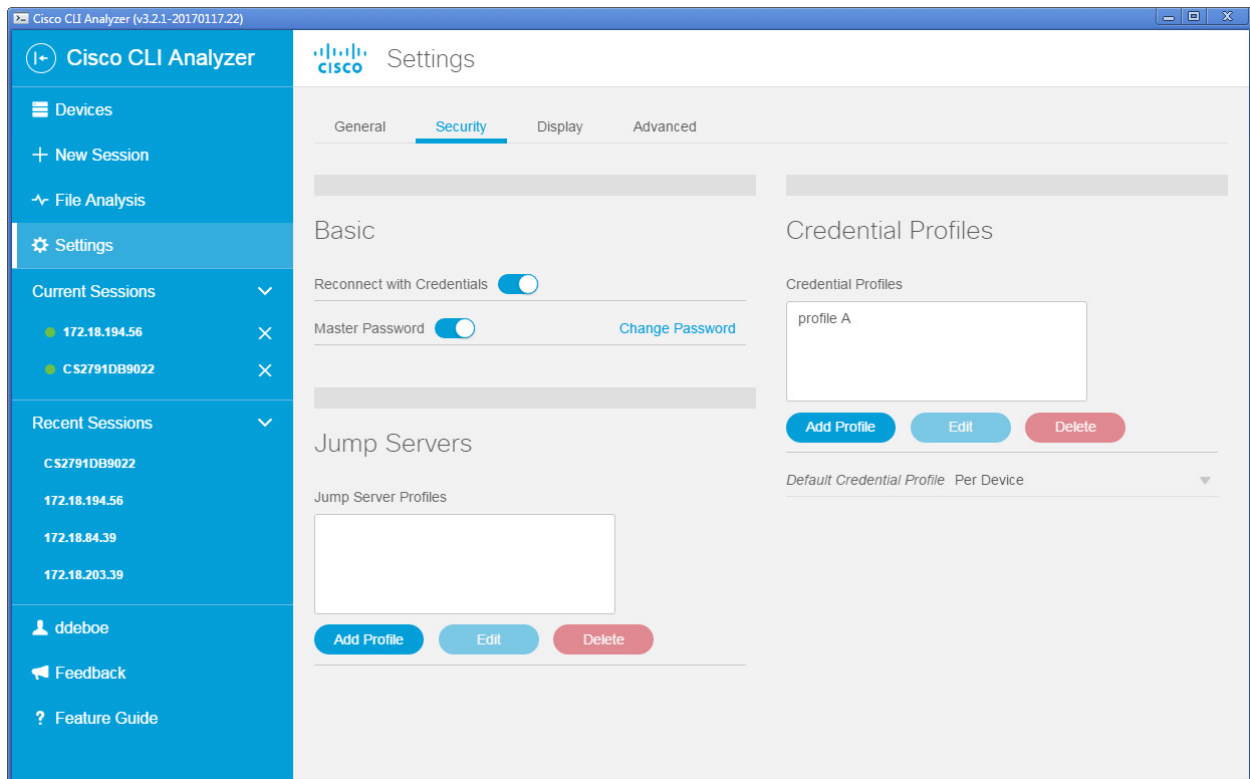 Cisco CLI Analyzer (v3.2.1-20170117.22)
Cisco CLI Analyzer
Devices
New Session
File Analysis
Settings
Current Sessions
172.18.194.56
CS2791DB9022
Recent Sessions
CS2791DB9022
172.18.194.56
172.18.84.39
172.18.203.39
ddeboe
Feedback
? Feature Guide
CISCO
Settings
General Security Display Advanced
Basic
Reconnect with Credentials
Master Password Change Password
Jump Servers
Jump Server Profiles
Add Profile Edit Delete
Credential Profiles
Credential Profiles
profile A
Add Profile Edit Delete
Default Credential Profile Per Device